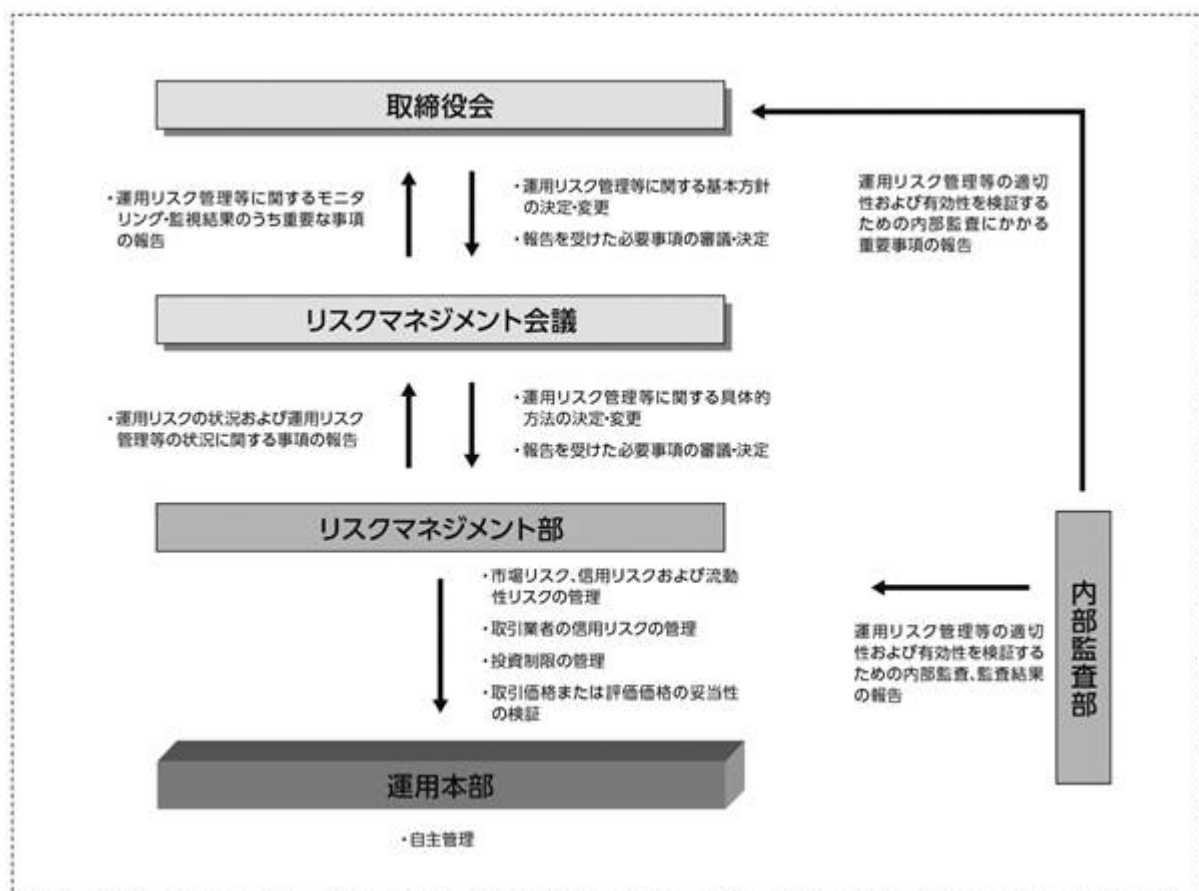 取締役会
・運用リスク管理等に関するモニタ
リング・監視結果のうち重要な事項
の報告
・運用リスク管理等に関する基本方針
の決定・変更
・報告を受けた必要事項の審議・決定
運用リスク管理等の適切
性および有効性を検証する
ための内部監査にかかる
重要事項の報告
リスクマネジメント会議
・運用リスクの状況および運用リスク
管理等の状況に関する事項の報告
・運用リスク管理等に関する具体的
方法の決定・変更
・報告を受けた必要事項の審議・決定
リスクマネジメント部
・市場リスク、信用リスクおよび流動
性リスクの管理
・取引業者の信用リスクの管理
・投資制限の管理
・取引価格または評価価格の妥当性
の検証
運用リスク管理等の適切
性および有効性を検証する
ための内部監査、監査結果
の報告
内部監査部
運用本部
・自主管理